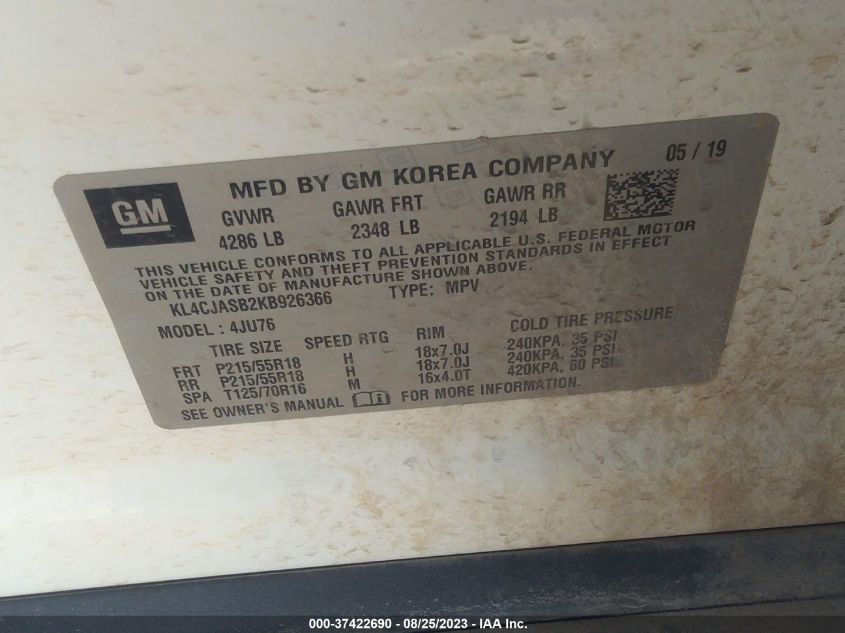 GM
MFD BY GM KOREA COMPANY 05 / 19
GVWR GAWR FRT GAWR RR
4286 LB 2348 LB 2194 LB
THIS VEHICLE CONFORMS TO ALL APPLICABLE U.S. FEDERAL MOTOR
VEHICLE SAFETY AND THEFT PREVENTION STANDARDS IN EFFECT
ON THE DATE OF MANUFACTURE SHOWN ABOVE.
KL4CJASB2KB926366 TYPE: MPV
MODEL : 4JU76
TIRE SIZE SPEED RTG RIM COLD TIRE PRESSURE
FRT P215/55R18 H 18x7.0J 240KPA, 35 PSI
RR P215/55R18 H 18x7.0J 240KPA, 35 PSI
SPA T125/70R16 M 16x4.0T 420KPA, 60 PSI
SEE OWNER'S MANUAL FOR MORE INFORMATION.
000-37422690 - 08/25/2023 - IAA Inc.